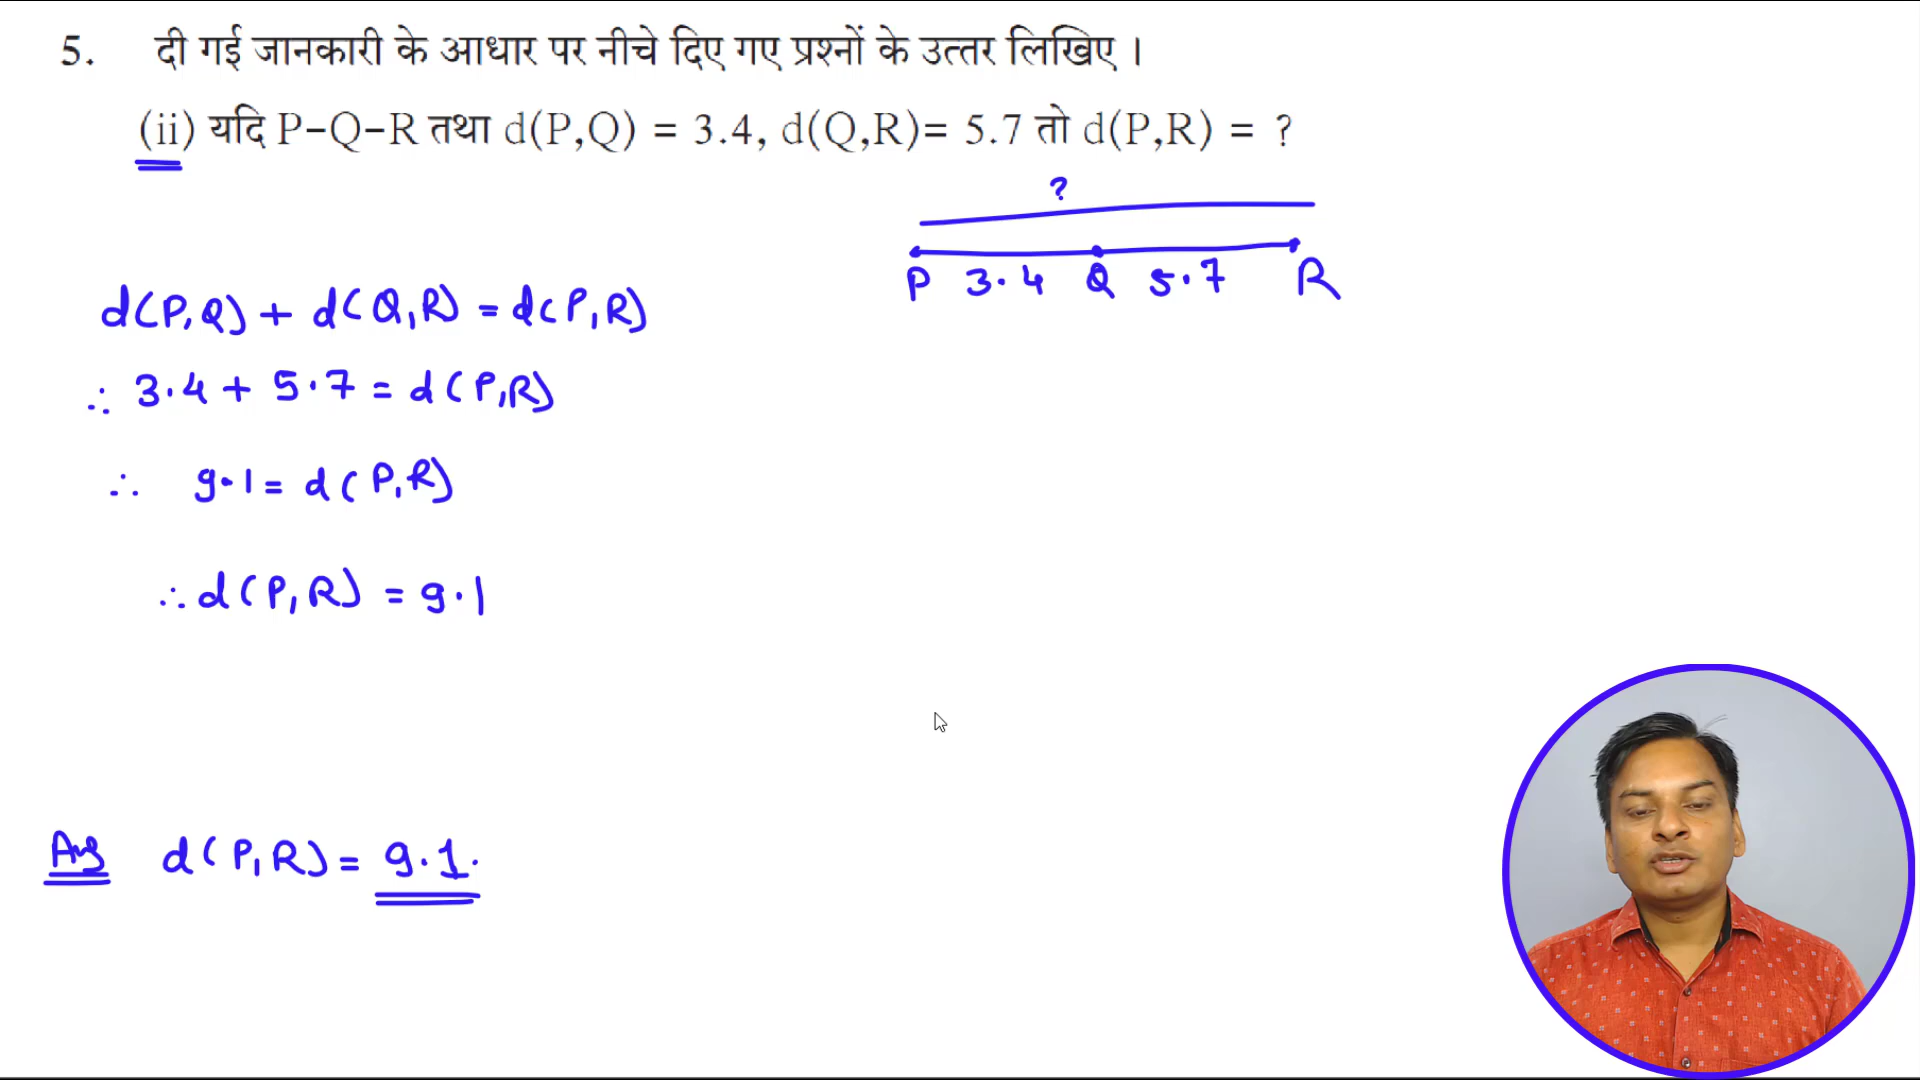 5. दी गई जानकारी के आधार पर नीचे दिए गए प्रश्नों के उत्तर लिखिए ।
(ii) यदि P-Q-R तथा d(P,Q) = 3.4, d(Q,R)= 5.7 तो d(P,R) = ?
?
P 3.4 Q 5.7 R
d(P,Q) + d(Q,R) = d(P,R)
∴ 3.4 + 5.7 = d(P,R)
∴ 9.1 = d(P,R)
∴ d(P,R) = 9.1
Ans d(P,R) = 9.1.